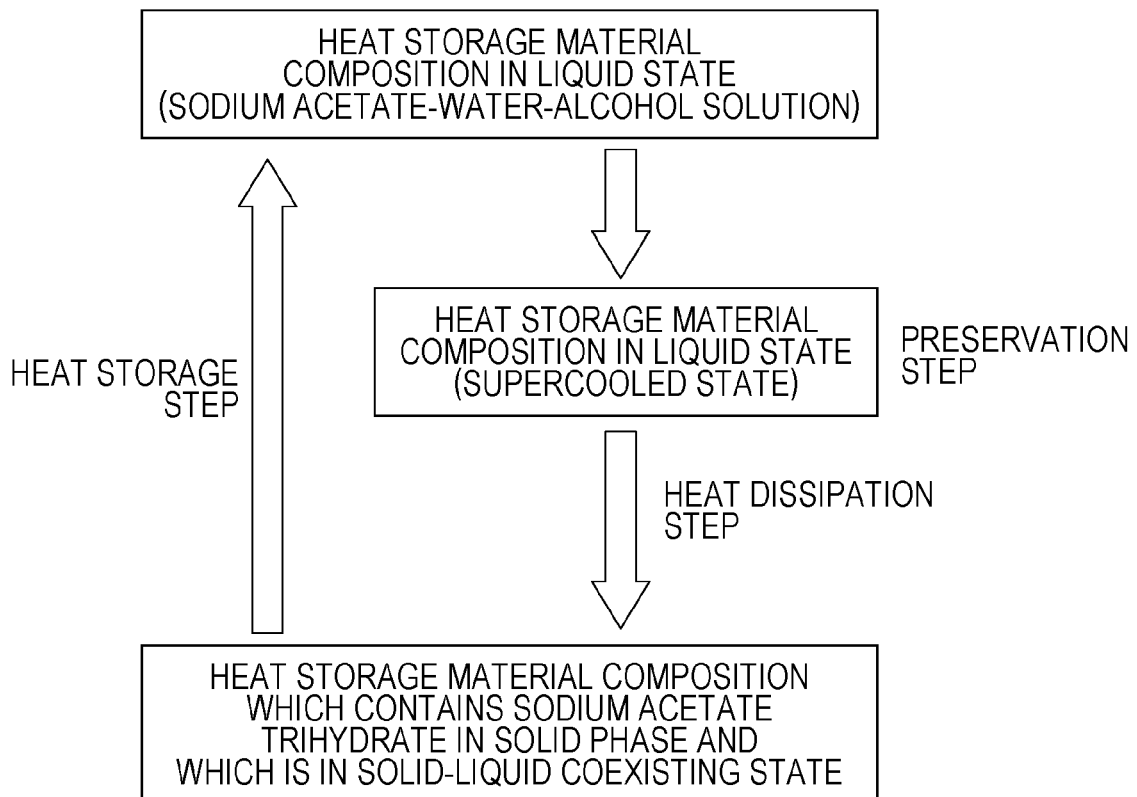 HEAT STORAGE MATERIAL
COMPOSITION IN LIQUID STATE
(SODIUM ACETATE-WATER-ALCOHOL SOLUTION)
HEAT STORAGE MATERIAL
COMPOSITION IN LIQUID STATE
(SUPERCOOLED STATE)
PRESERVATION
STEP
HEAT STORAGE
STEP
HEAT DISSIPATION
STEP
HEAT STORAGE MATERIAL COMPOSITION
WHICH CONTAINS SODIUM ACETATE
TRIHYDRATE IN SOLID PHASE AND
WHICH IS IN SOLID-LIQUID COEXISTING STATE